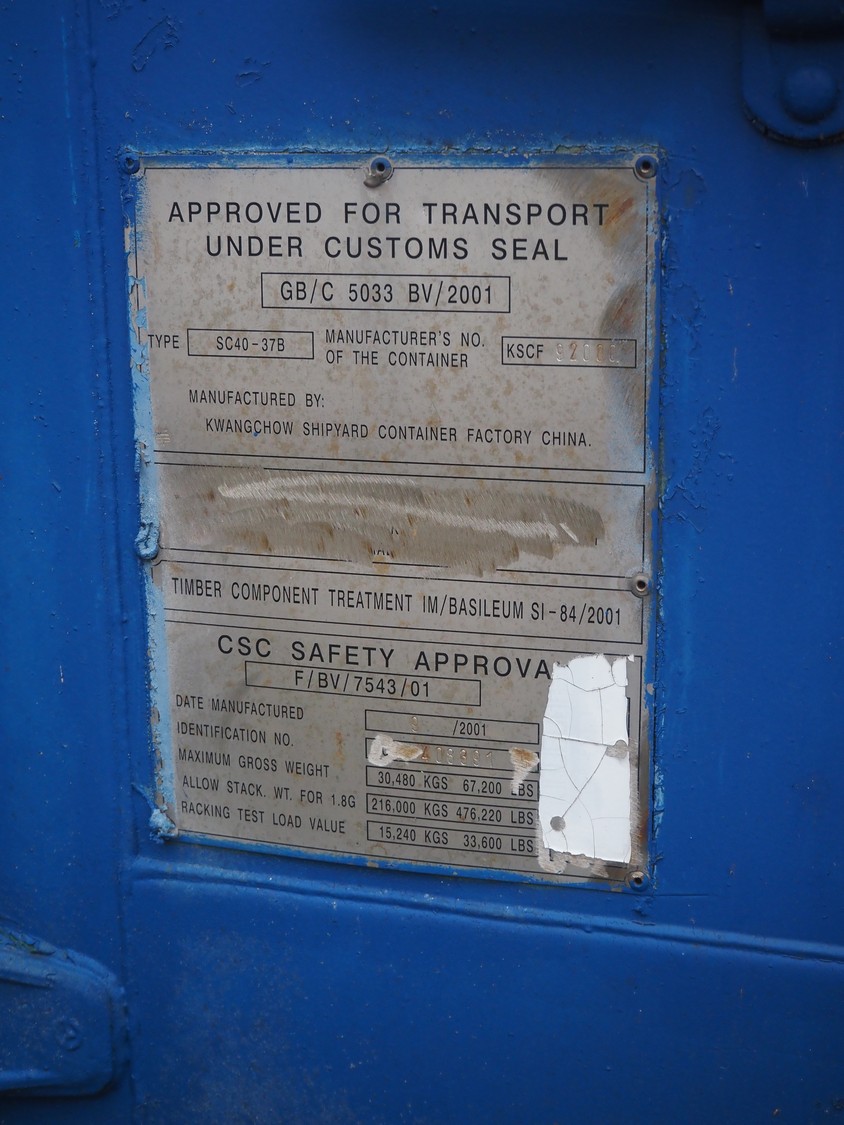 APPROVED FOR TRANSPORT
UNDER CUSTOMS SEAL
GB/C 5033 BV/2001
TYPE SC40-37B MANUFACTURER'S NO.
OF THE CONTAINER KSCF
MANUFACTURED BY:
KWANGCHOW SHIPYARD CONTAINER FACTORY CHINA.
TIMBER COMPONENT TREATMENT IM/BASILEUM SI-84/2001
CSC SAFETY APPROVA
F/BV/7543/01
DATE MANUFACTURED /2001
IDENTIFICATION NO.
MAXIMUM GROSS WEIGHT 30,480 KGS 67,200 LBS
ALLOW STACK. WT. FOR 1.8G 216,000 KGS 476,220 LBS
RACKING TEST LOAD VALUE 15,240 KGS 33,600 LBS